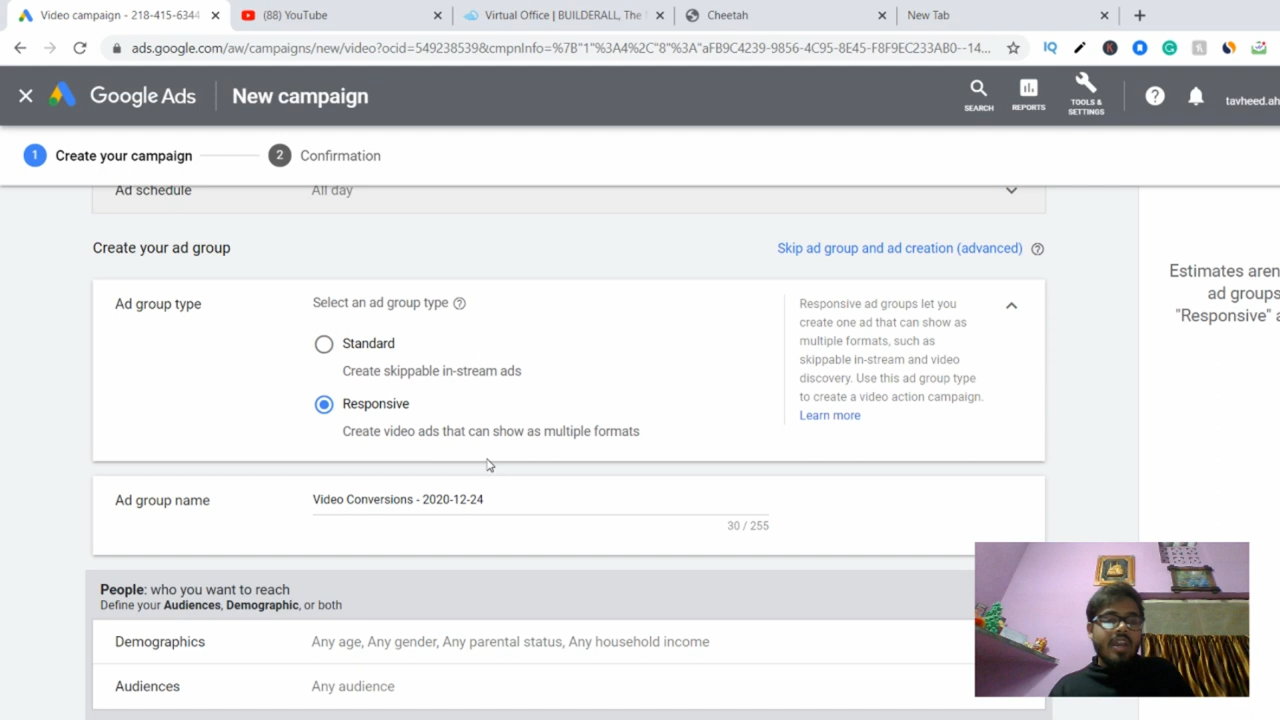 Video campaign - 218-415-6344
(88) YouTube
Virtual Office | BUILDERALL, The
Cheetah
New Tab
ads.google.com/aw/campaigns/new/video?ocid=549238539&cmpnInfo=%7B"1"%3A4%2C"8"%3A"aFB9C4239-9856-4C95-8E45-F8F9EC233AB0--14...
IQ
Google Ads
New campaign
SEARCH
REPORTS
TOOLS &
SETTINGS
tavheed.ah
1 Create your campaign
2 Confirmation
Ad schedule
All day
Create your ad group
Skip ad group and ad creation (advanced)
Estimates aren
ad groups
"Responsive" a
Ad group type
Select an ad group type
Standard
Create skippable in-stream ads
Responsive
Create video ads that can show as multiple formats
Responsive ad groups let you
create one ad that can show as
multiple formats, such as
skippable in-stream and video
discovery. Use this ad group type
to create a video action campaign.
Learn more
Ad group name
Video Conversions - 2020-12-24
30 / 255
People: who you want to reach
Define your Audiences, Demographic, or both
Demographics
Any age, Any gender, Any parental status, Any household income
Audiences
Any audience